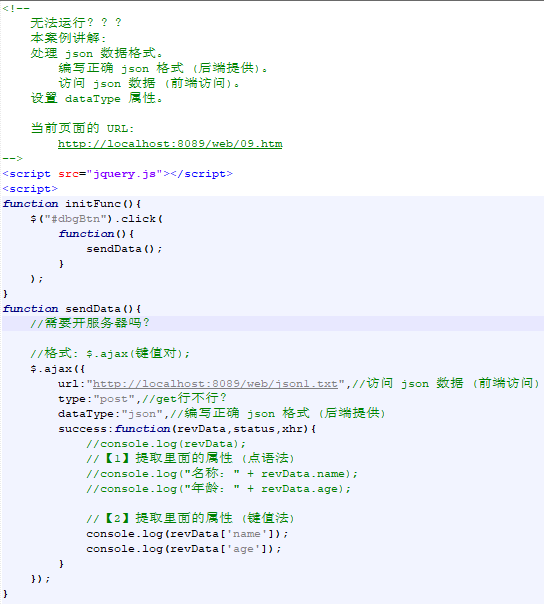 <!--
无法运行？？？
本案例讲解:
处理 json 数据格式。
编写正确 json 格式 (后端提供)。
访问 json 数据 (前端访问)。
设置 dataType 属性。
当前页面的 URL:
http://localhost:8089/web/09.htm
-->
<script src="jquery.js"></script>
<script>
function initFunc(){
$("#dbgBtn").click(
function(){
sendData();
}
);
}
function sendData(){
//需要开服务器吗?
//格式: $.ajax(键值对);
$.ajax({
url:"http://localhost:8089/web/json1.txt",//访问 json 数据 (前端访问)
type:"post",//get行不行?
dataType:"json",//编写正确 json 格式 (后端提供)
success:function(revData,status,xhr){
//console.log(revData);
//【1】提取里面的属性 (点语法)
//console.log("名称: " + revData.name);
//console.log("年龄: " + revData.age);
//【2】提取里面的属性 (键值法)
console.log(revData['name']);
console.log(revData['age']);
}
});
}